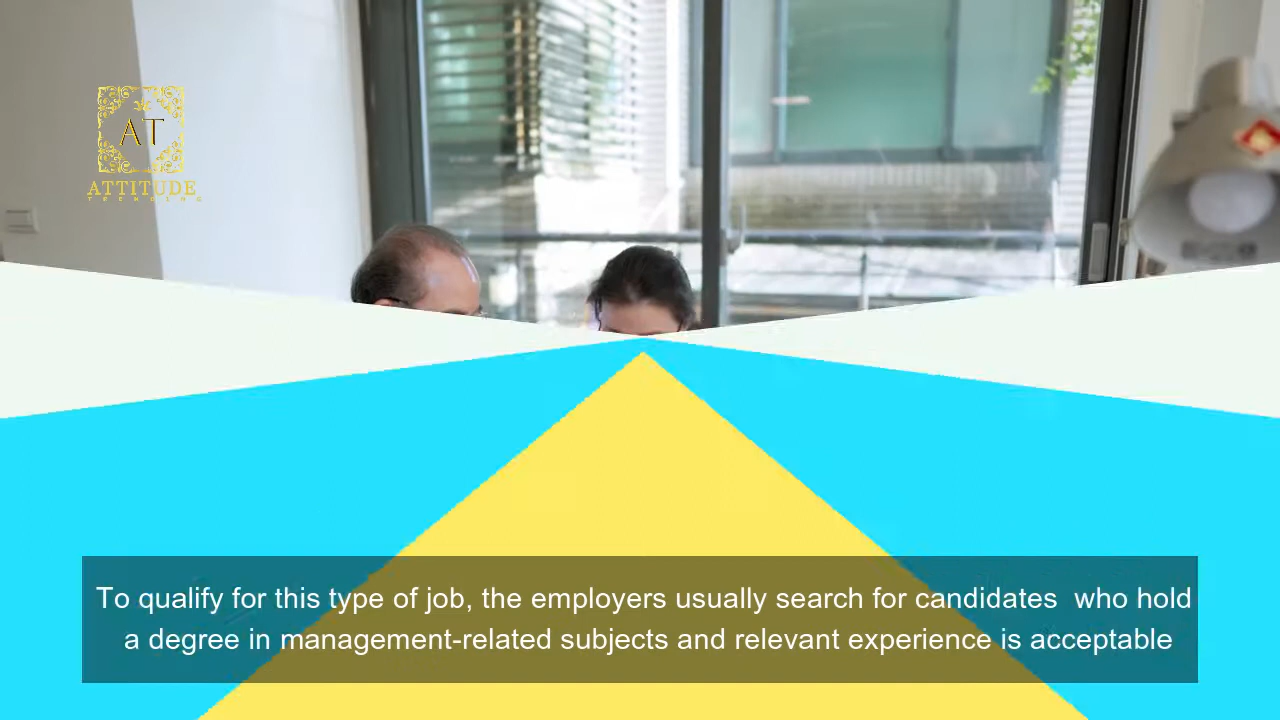 AT
ATTITUDE
TRENDING
To qualify for this type of job, the employers usually search for candidates  who hold
a degree in management-related subjects and relevant experience is acceptable